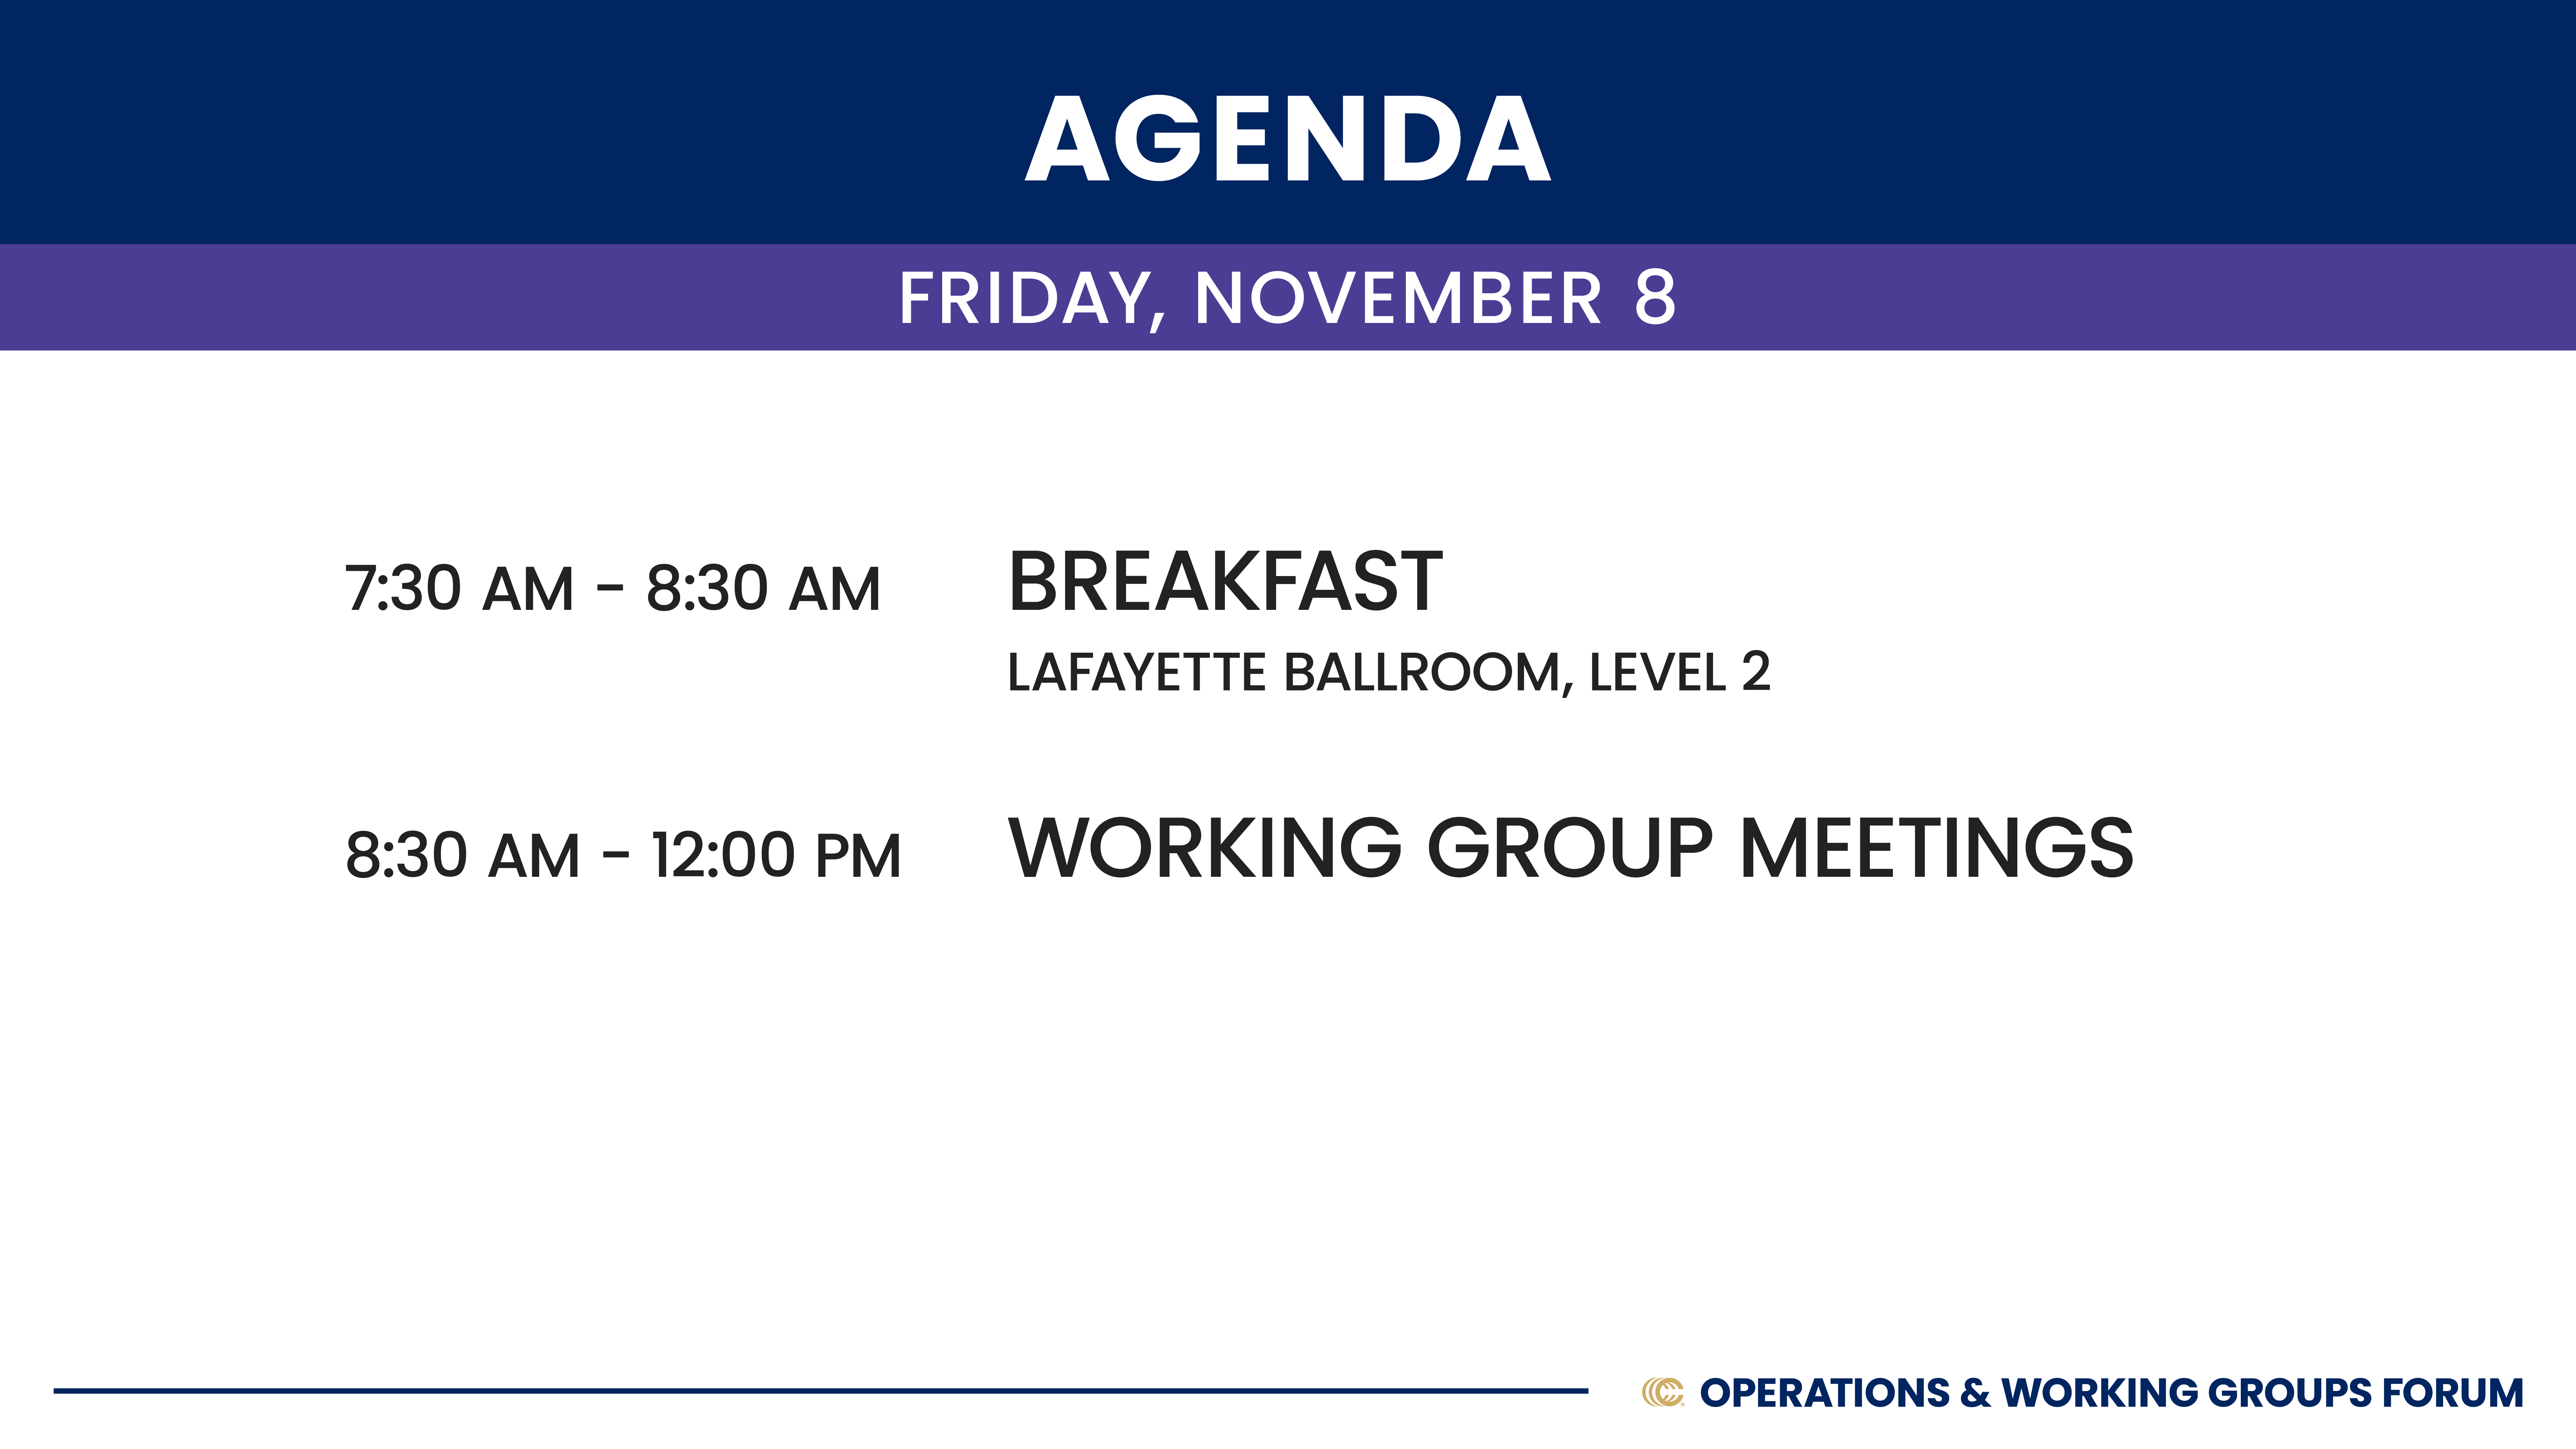 AGENDA
FRIDAY, NOVEMBER 8
7:30 AM - 8:30 AM BREAKFAST
LAFAYETTE BALLROOM, LEVEL 2
8:30 AM - 12:00 PM WORKING GROUP MEETINGS
OPERATIONS & WORKING GROUPS FORUM